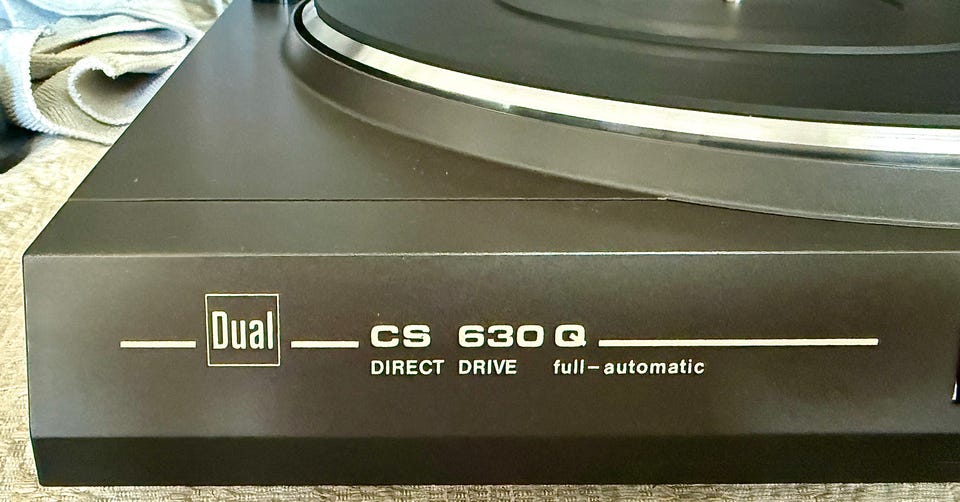 Dual CS 630 Q
DIRECT DRIVE full-automatic